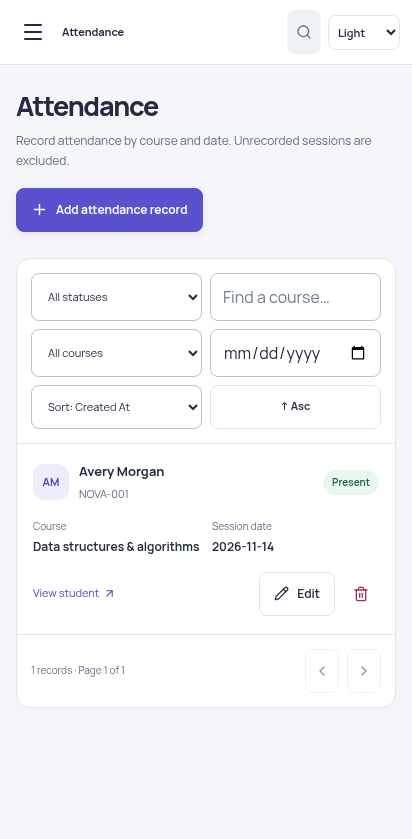 Attendance
Light
Attendance
Record attendance by course and date. Unrecorded sessions are
excluded.
+ Add attendance record
All statuses
Find a course...
All courses
mm/dd/yyyy
Sort: Created At
↑ Asc
AM
Avery Morgan
NOVA-001
Present
Course
Session date
Data structures & algorithms
2026-11-14
View student ↗
Edit
1 records · Page 1 of 1